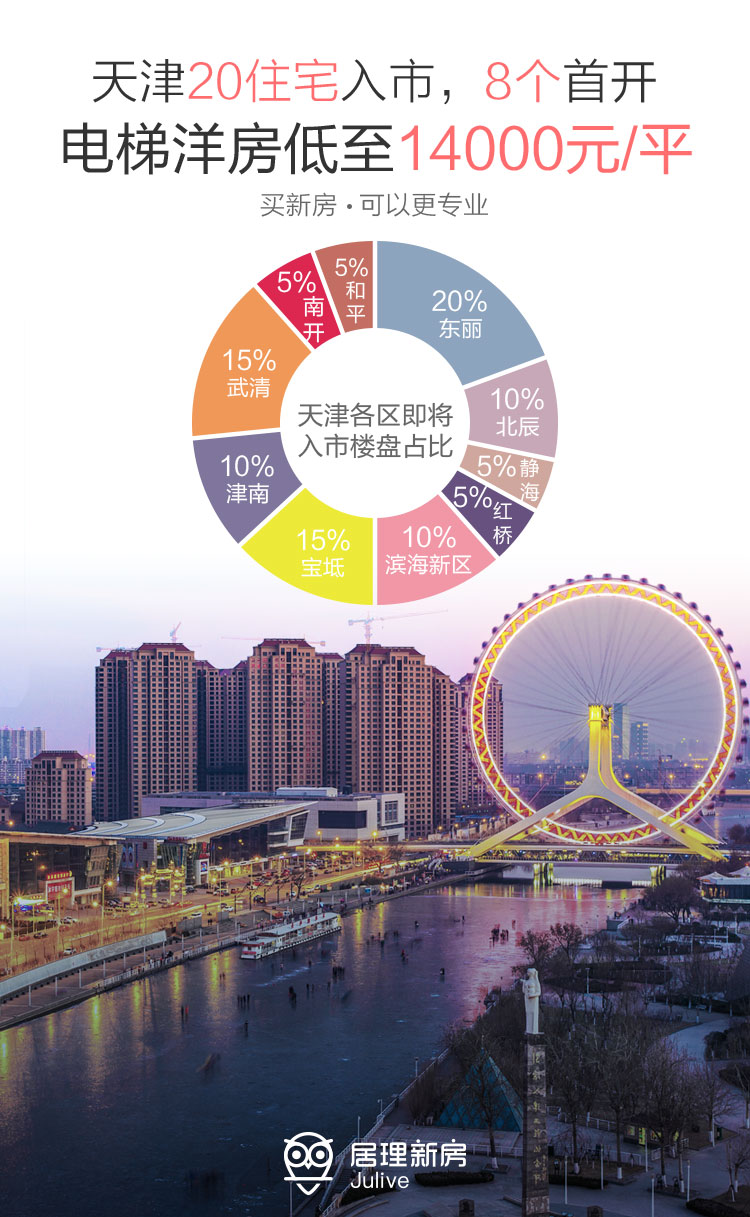 天津20住宅入市，8个首开
电梯洋房低至14000元/平
买新房·可以更专业
5%
和平
20%
东丽
5%
南开
15%
武清
10%
北辰
天津各区即将
入市楼盘占比
5%
静海
10%
津南
5%
红桥
15%
宝坻
10%
滨海新区
居理新房
Julive